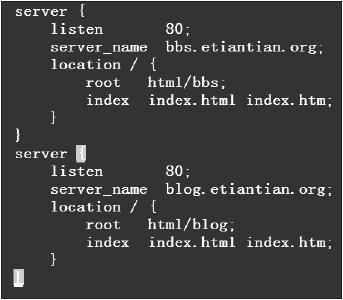 server {
listen 80;
server_name bbs.etiantian.org;
location / {
root html/bbs;
index index.html index.htm;
}
}
server {
listen 80;
server_name blog.etiantian.org;
location / {
root html/blog;
index index.html index.htm;
}
}